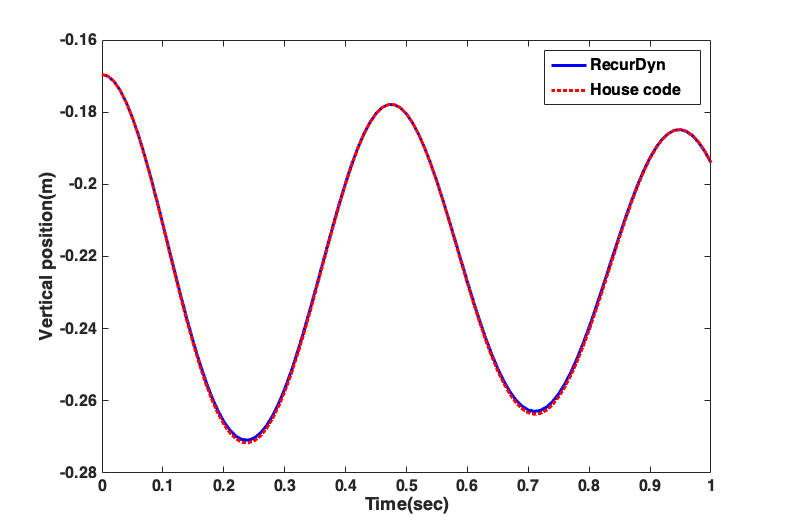 -0.16
RecurDyn
House code
-0.18
-0.2
-0.22
-0.24
-0.26
-0.28
Vertical position(m)
0 0.1 0.2 0.3 0.4 0.5 0.6 0.7 0.8 0.9 1
Time(sec)